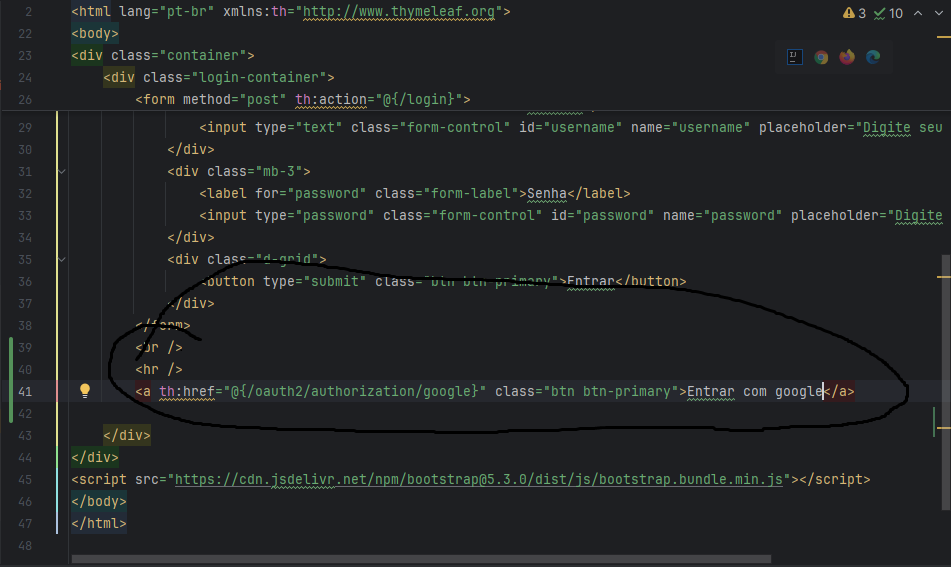 2 <html lang="pt-br" xmlns:th="http://www.thymeleaf.org"> 3 10
22 <body>
23 <div class="container">
24 <div class="login-container">
26 <form method="post" th:action="@{/login}">
29 <input type="text" class="form-control" id="username" name="username" placeholder="Digite seu
30 </div>
31 <div class="mb-3">
32 <label for="password" class="form-label">Senha</label>
33 <input type="password" class="form-control" id="password" name="password" placeholder="Digite
34 </div>
35 <div class="d-grid">
36 <button type="submit" class="btn btn-primary">Entrar</button>
37 </div>
38 </form>
39 <br />
40 <hr />
41 <a th:href="@{/oauth2/authorization/google}" class="btn btn-primary">Entrar com google</a>
42
43 </div>
44 </div>
45 <script src="https://cdn.jsdelivr.net/npm/bootstrap@5.3.0/dist/js/bootstrap.bundle.min.js"></script>
46 </body>
47 </html>
48